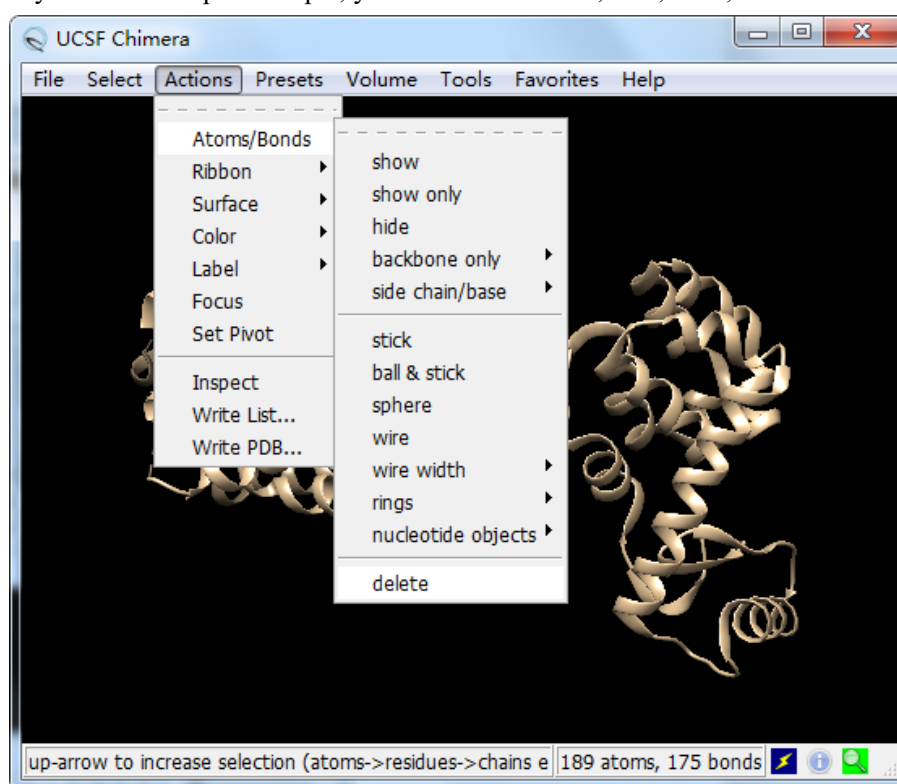 UCSF Chimera
File Select Actions Presets Volume Tools Favorites Help
Atoms/Bonds
Ribbon
Surface
Color
Label
Focus
Set Pivot
Inspect
Write List...
Write PDB...
show
show only
hide
backbone only
side chain/base
stick
ball & stick
sphere
wire
wire width
rings
nucleotide objects
delete
up-arrow to increase selection (atoms->residues->chains e
189 atoms, 175 bonds